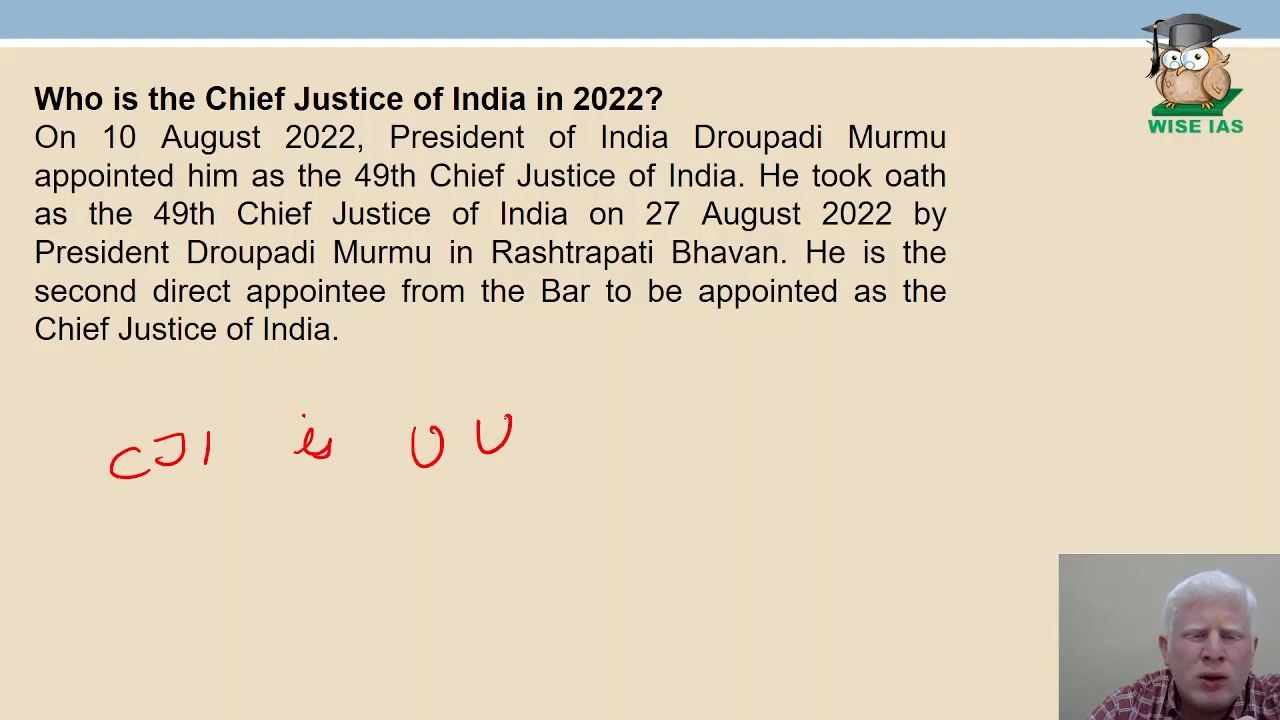 Who is the Chief Justice of India in 2022?
On 10 August 2022, President of India Droupadi Murmu
appointed him as the 49th Chief Justice of India. He took oath
as the 49th Chief Justice of India on 27 August 2022 by
President Droupadi Murmu in Rashtrapati Bhavan. He is the
second direct appointee from the Bar to be appointed as the
Chief Justice of India.
WISE IAS
CJI is U U